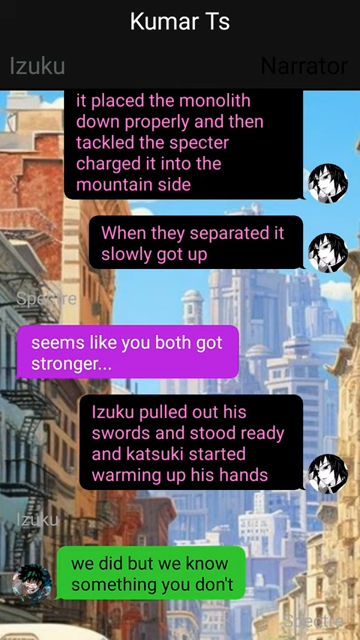 Kumar Ts
Izuku
Narrator
it placed the monolith
down properly and then
tackled the specter
charged it into the
mountain side
When they separated it
slowly got up
Spectre
seems like you both got
stronger...
Izuku pulled out his
swords and stood ready
and katsuki started
warming up his hands
Izuku
we did but we know
something you don't
Spectre